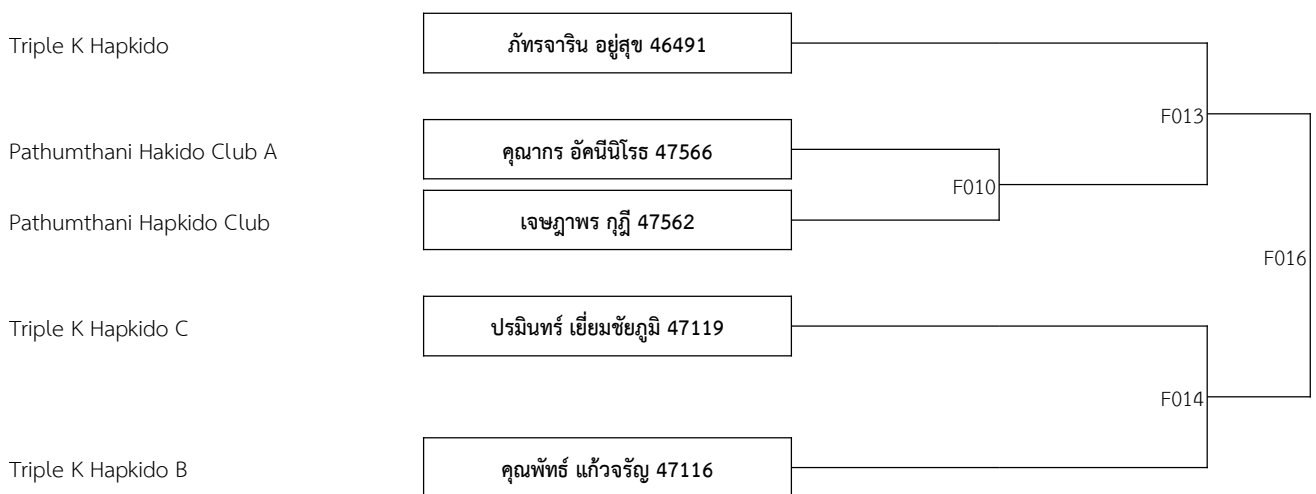 Triple K Hapkido
ภัทรจาริน อยู่สุข 46491
F013
Pathumthani Hakido Club A
คุณากร อัคนีนิโรธ 47566
F010
Pathumthani Hapkido Club
เจษฎาพร กุฎี 47562
F016
Triple K Hapkido C
ปรมินทร์ เยี่ยมชัยภูมิ 47119
F014
Triple K Hapkido B
คุณพัทธ์ แก้วจรัญ 47116